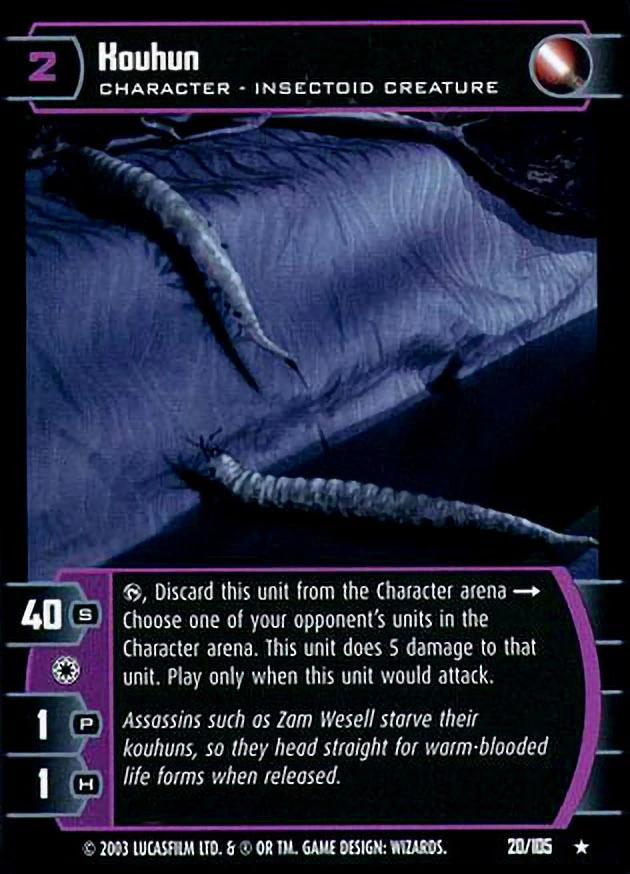 2
Kouhun
CHARACTER - INSECTOID CREATURE
40 S
1 P
1 H
, Discard this unit from the Character arena →
Choose one of your opponent's units in the
Character arena. This unit does 5 damage to that
unit. Play only when this unit would attack.
Assassins such as Zam Wesell starve their
kouhuns, so they head straight for warm-blooded
life forms when released.
© 2003 LUCASFILM LTD. & ® OR TM. GAME DESIGN: WIZARDS.
20/105 ★